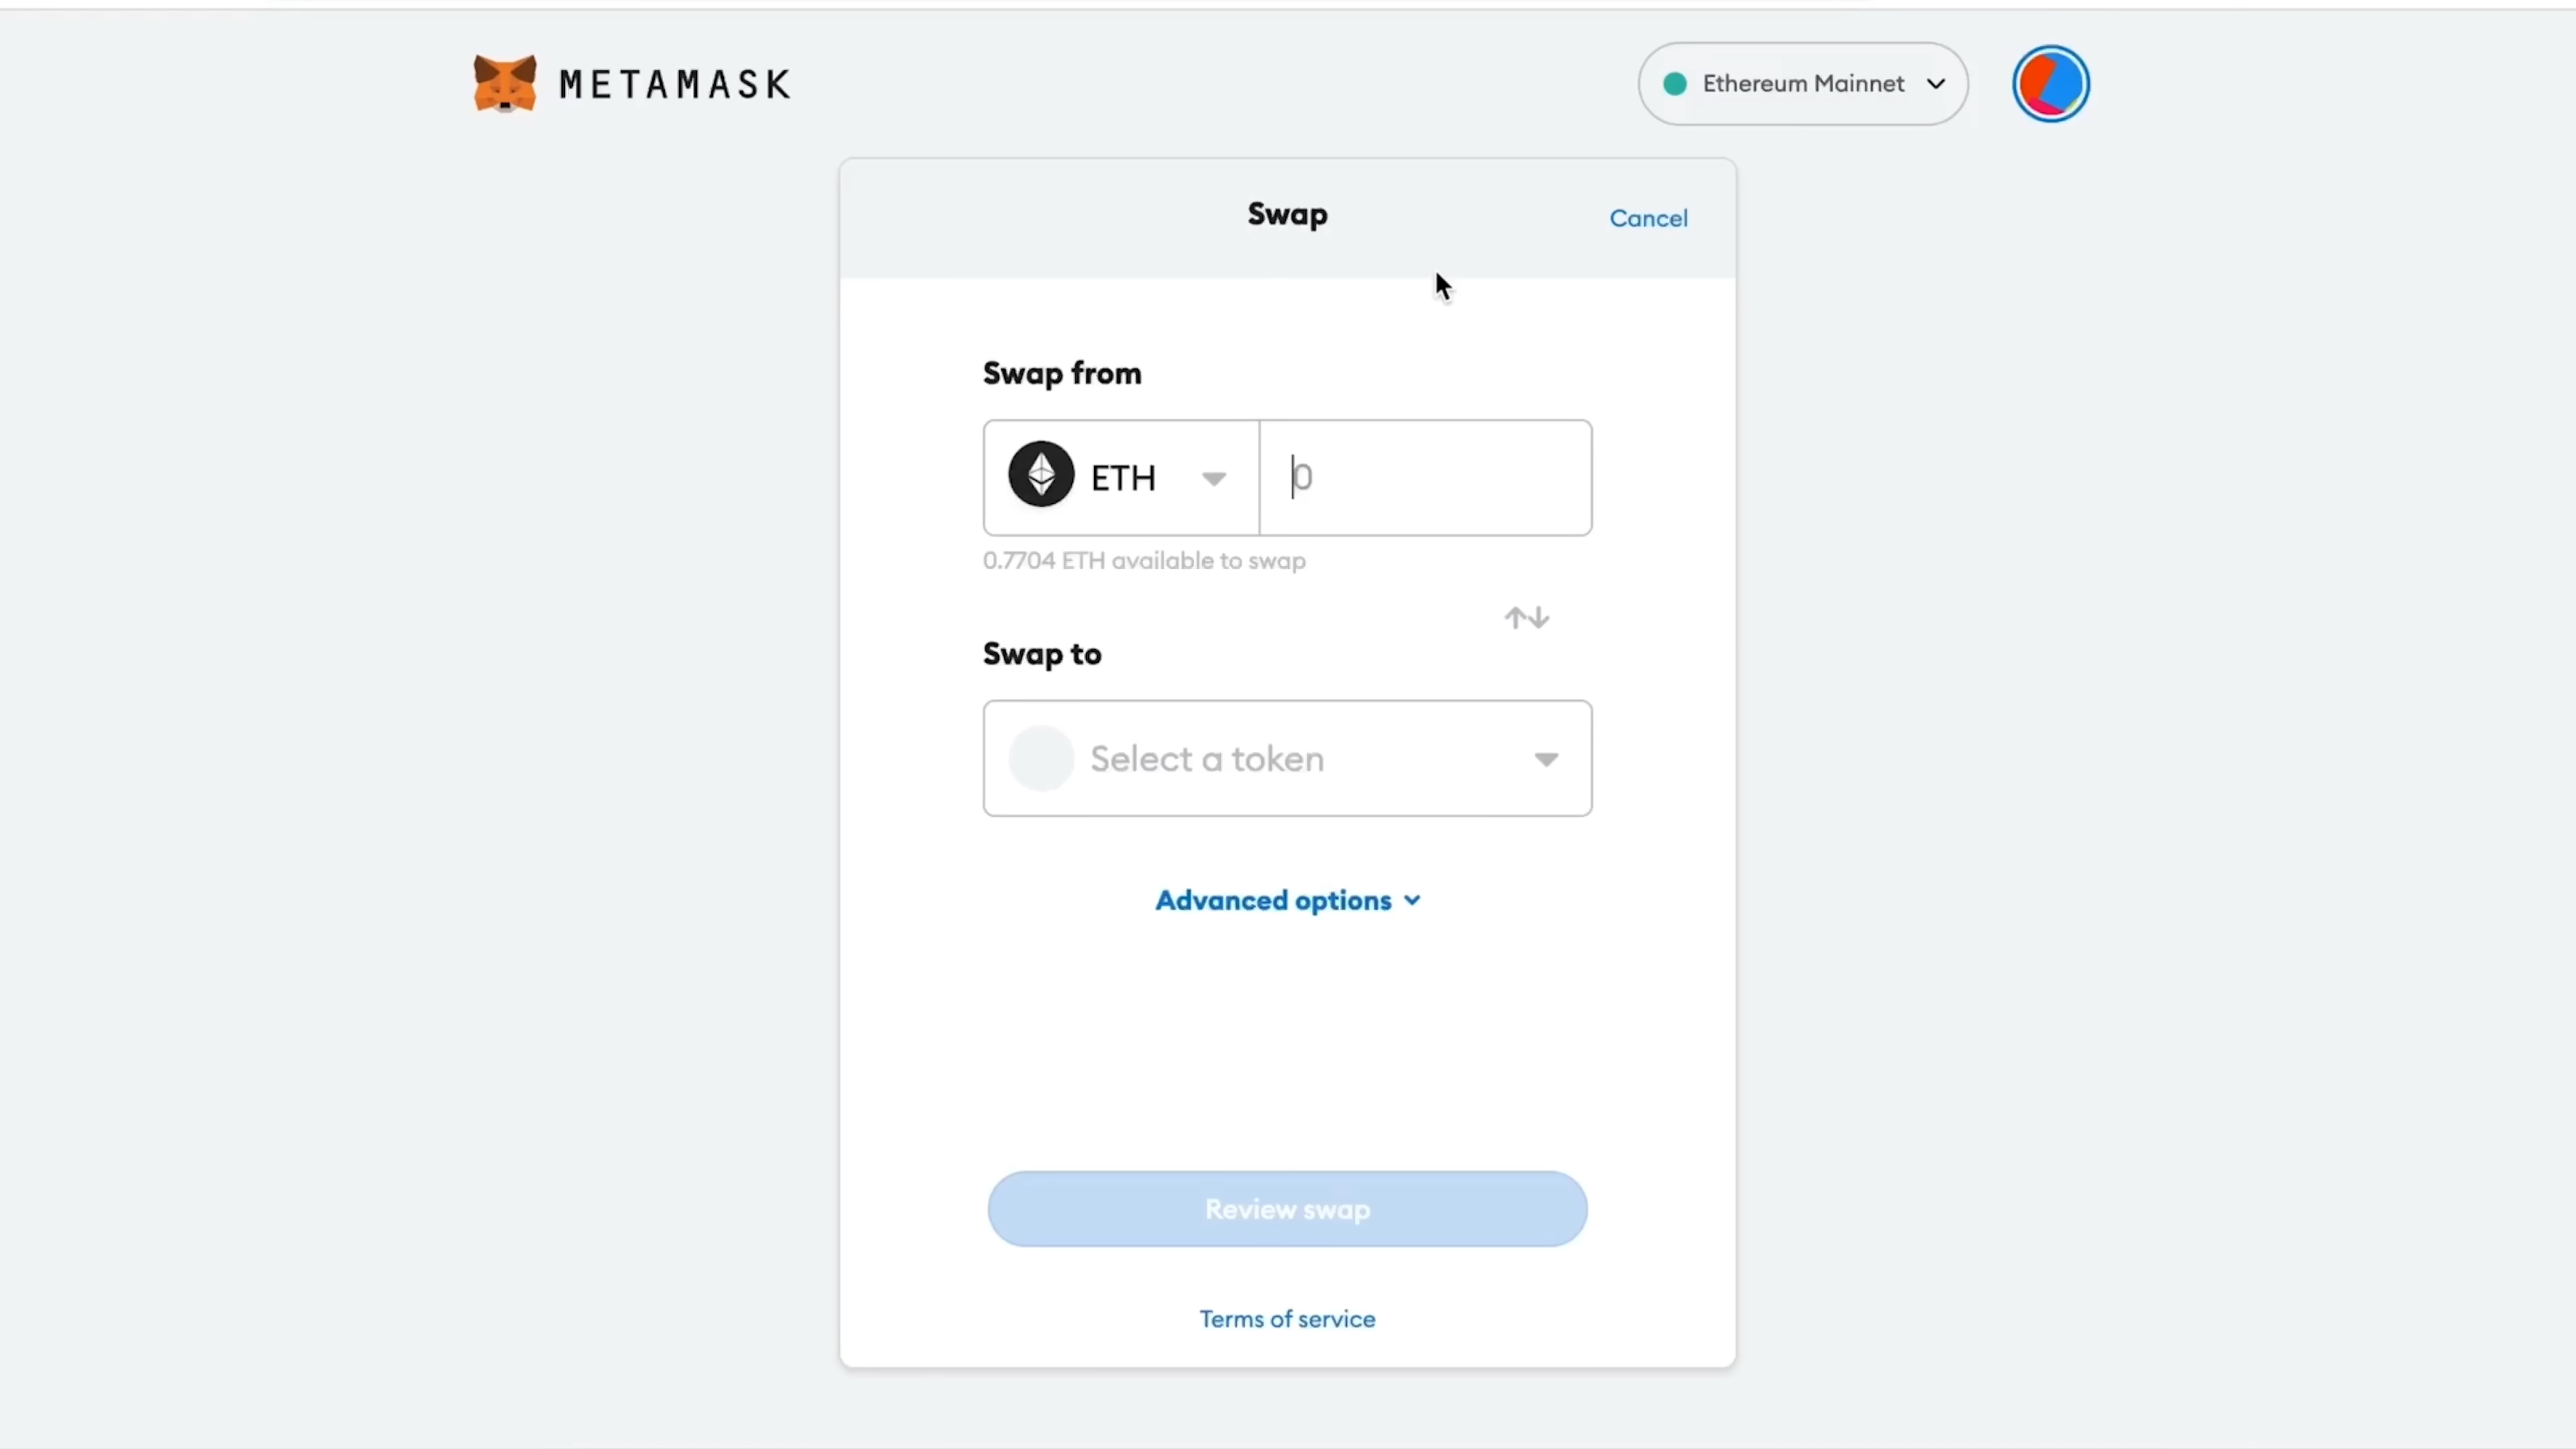 METAMASK
Ethereum Mainnet
Swap
Cancel
Swap from
ETH
0
0.7704 ETH available to swap
Swap to
Select a token
Advanced options
Review swap
Terms of service